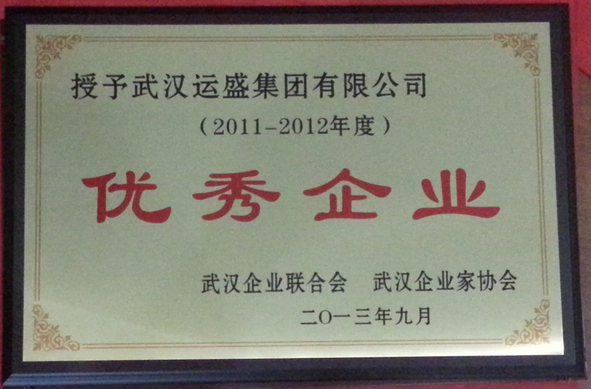 授予武汉运盛集团有限公司
（2011-2012年度）
优秀企业
武汉企业联合会 武汉企业家协会
二〇一三年九月